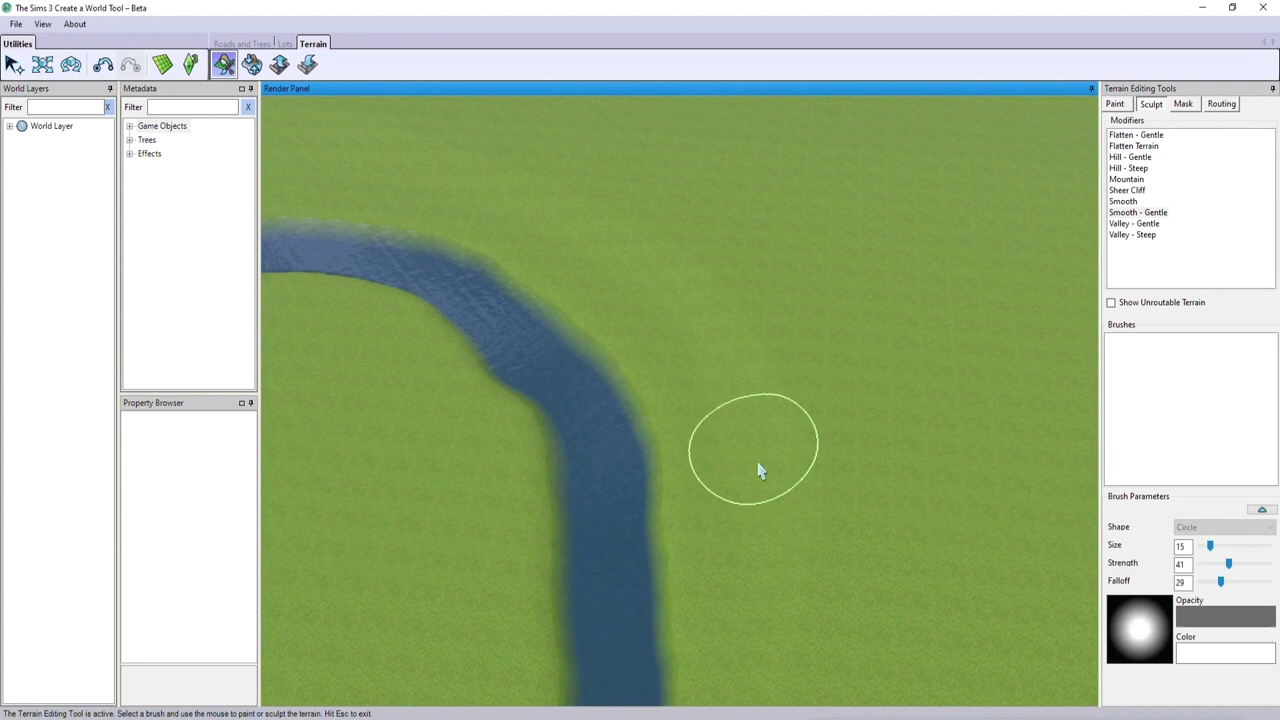 The Sims 3 Create a World Tool – Beta
File View About
Utilities Roads and Trees Lots Terrain
World Layers
Filter X
World Layer
Metadata
Filter X
Game Objects
Trees
Effects
Property Browser
Render Panel
Terrain Editing Tools
Paint Sculpt Mask Routing
Modifiers
Flatten - Gentle
Flatten Terrain
Hill - Gentle
Hill - Steep
Mountain
Sheer Cliff
Smooth
Smooth - Gentle
Valley - Gentle
Valley - Steep
Show Unroutable Terrain
Brushes
Brush Parameters
Shape Circle
Size 15
Strength 41
Falloff 29
Opacity
Color
The Terrain Editing Tool is active. Select a brush and use the mouse to paint or sculpt the terrain. Hit Esc to exit.